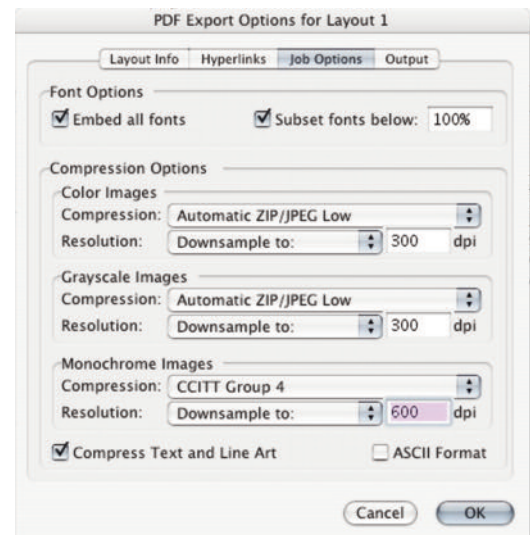 PDF Export Options for Layout 1
Layout Info Hyperlinks Job Options Output
Font Options
Embed all fonts Subset fonts below: 100%
Compression Options
Color Images
Compression: Automatic ZIP/JPEG Low
Resolution: Downsample to: 300 dpi
Grayscale Images
Compression: Automatic ZIP/JPEG Low
Resolution: Downsample to: 300 dpi
Monochrome Images
Compression: CCITT Group 4
Resolution: Downsample to: 600 dpi
Compress Text and Line Art ASCII Format
Cancel OK